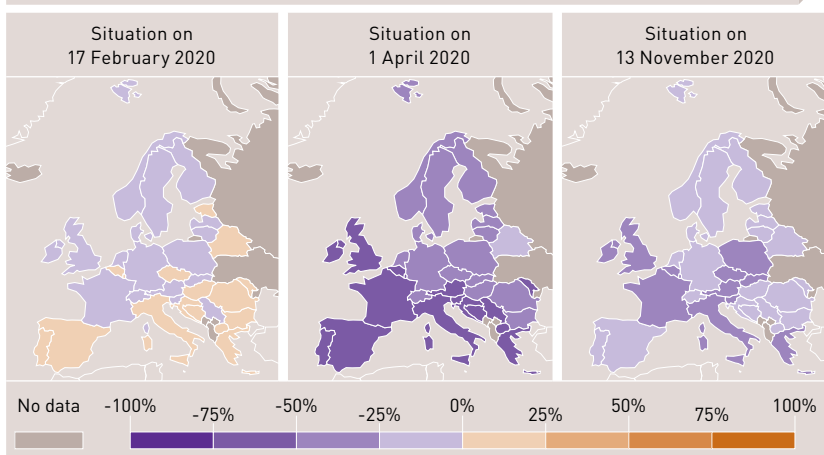 Situation on
17 February 2020
Situation on
1 April 2020
Situation on
13 November 2020
No data
-100%
-75%
-50%
-25%
0%
25%
50%
75%
100%